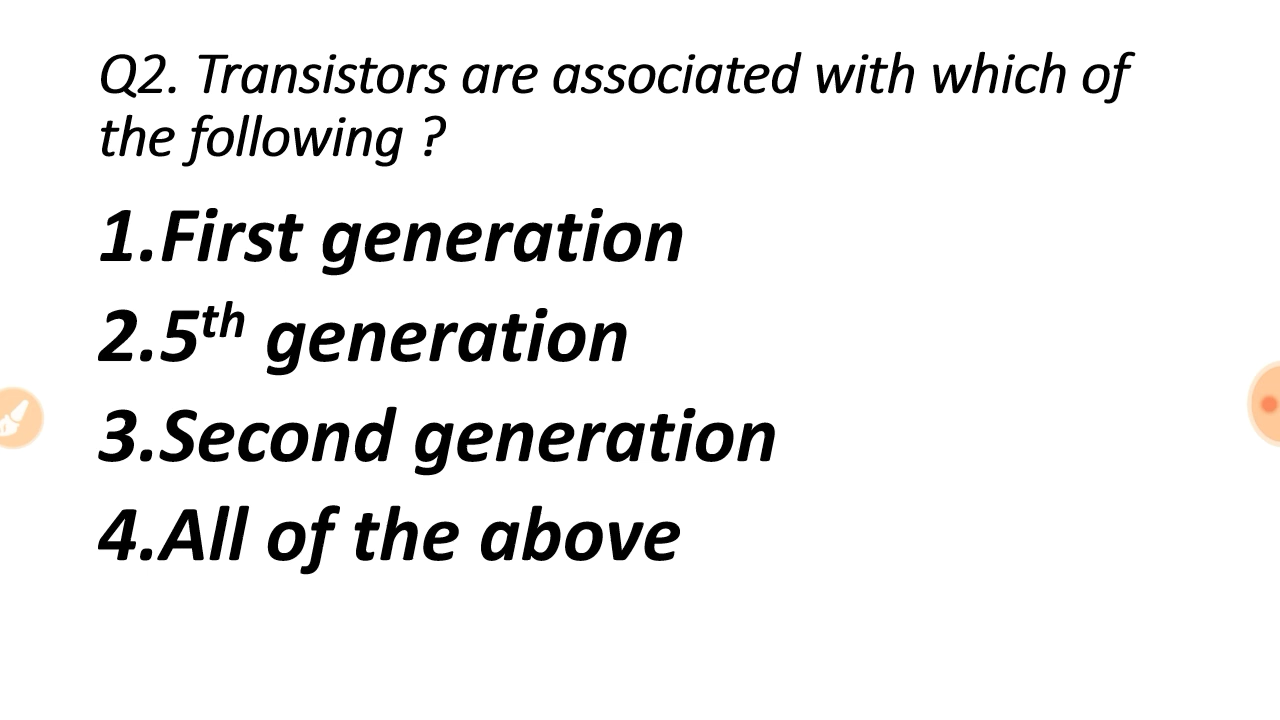 Q2. Transistors are associated with which of
the following ?
1.First generation
2.5th generation
3.Second generation
4.All of the above